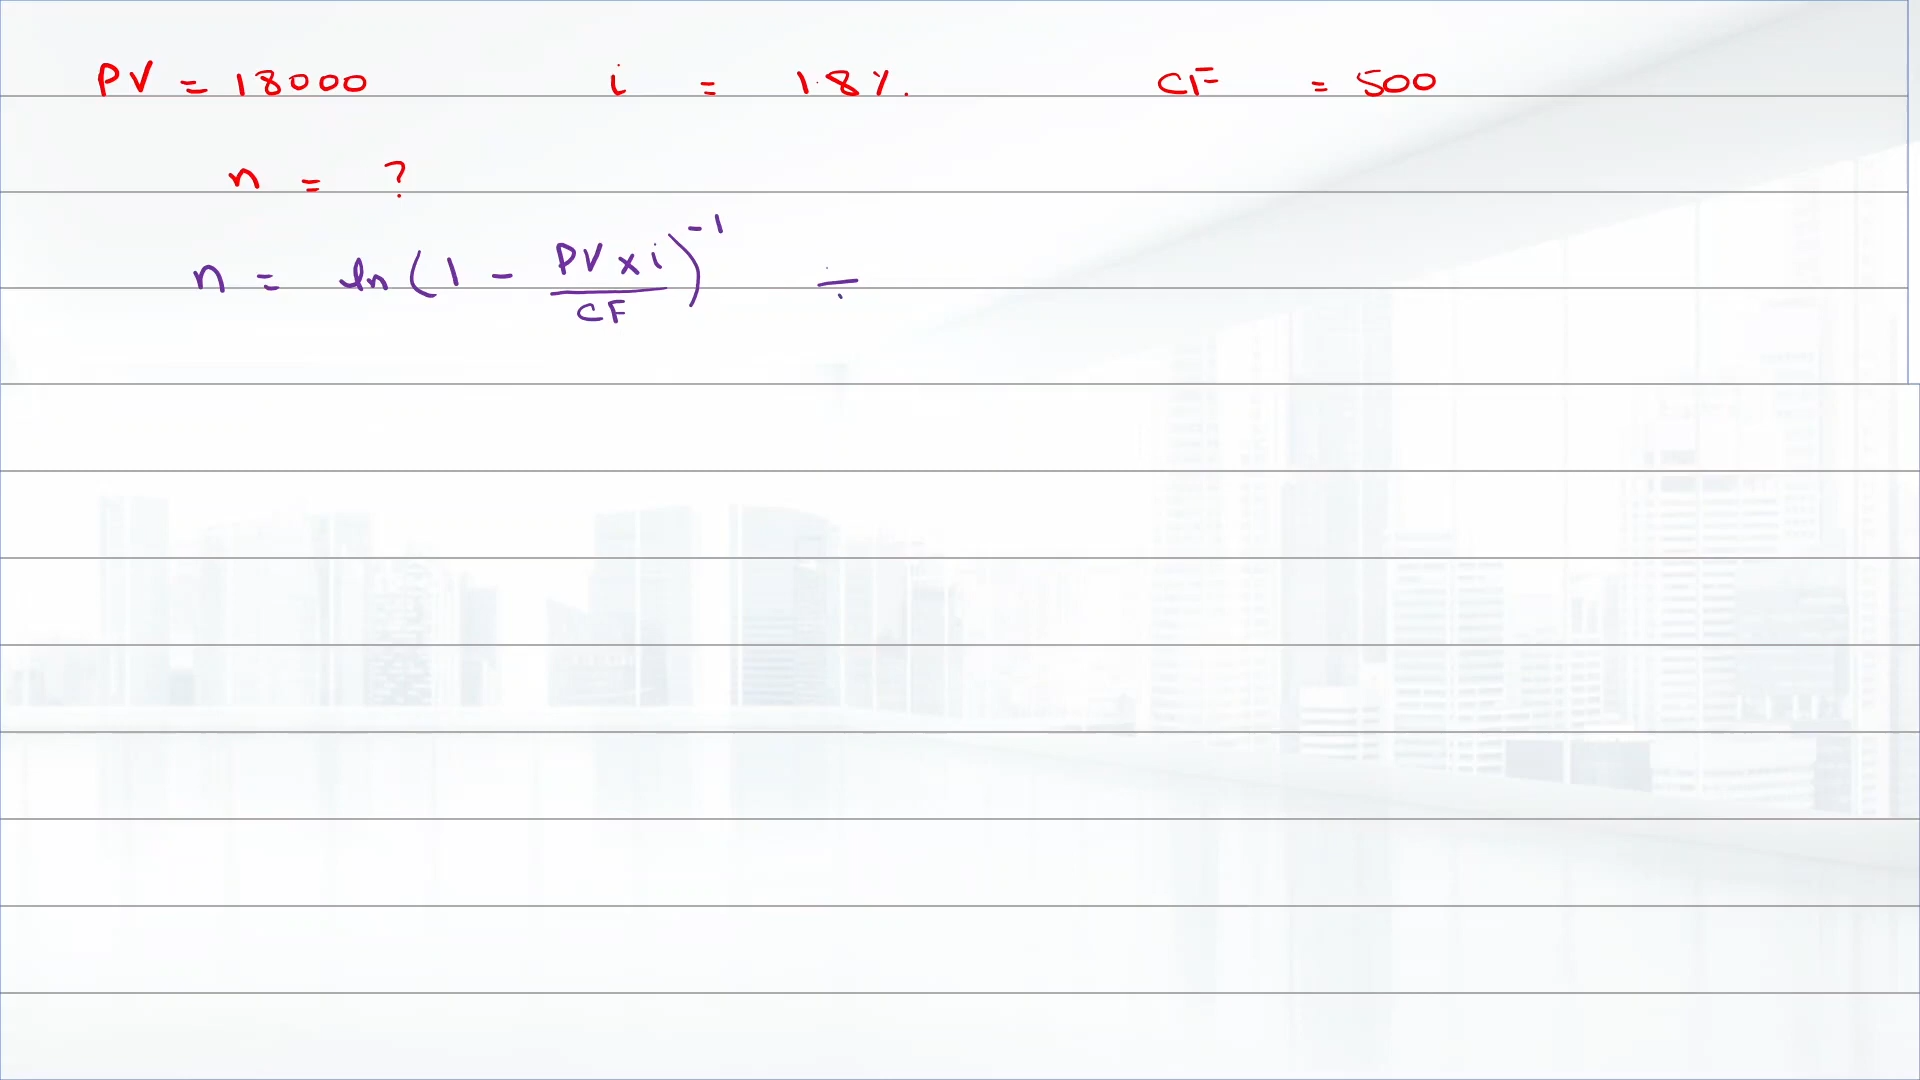 PV = 18000 i = 1.8%. CF = 500
n = ?
n = ln(1 - PV×i/CF)^-1 ÷